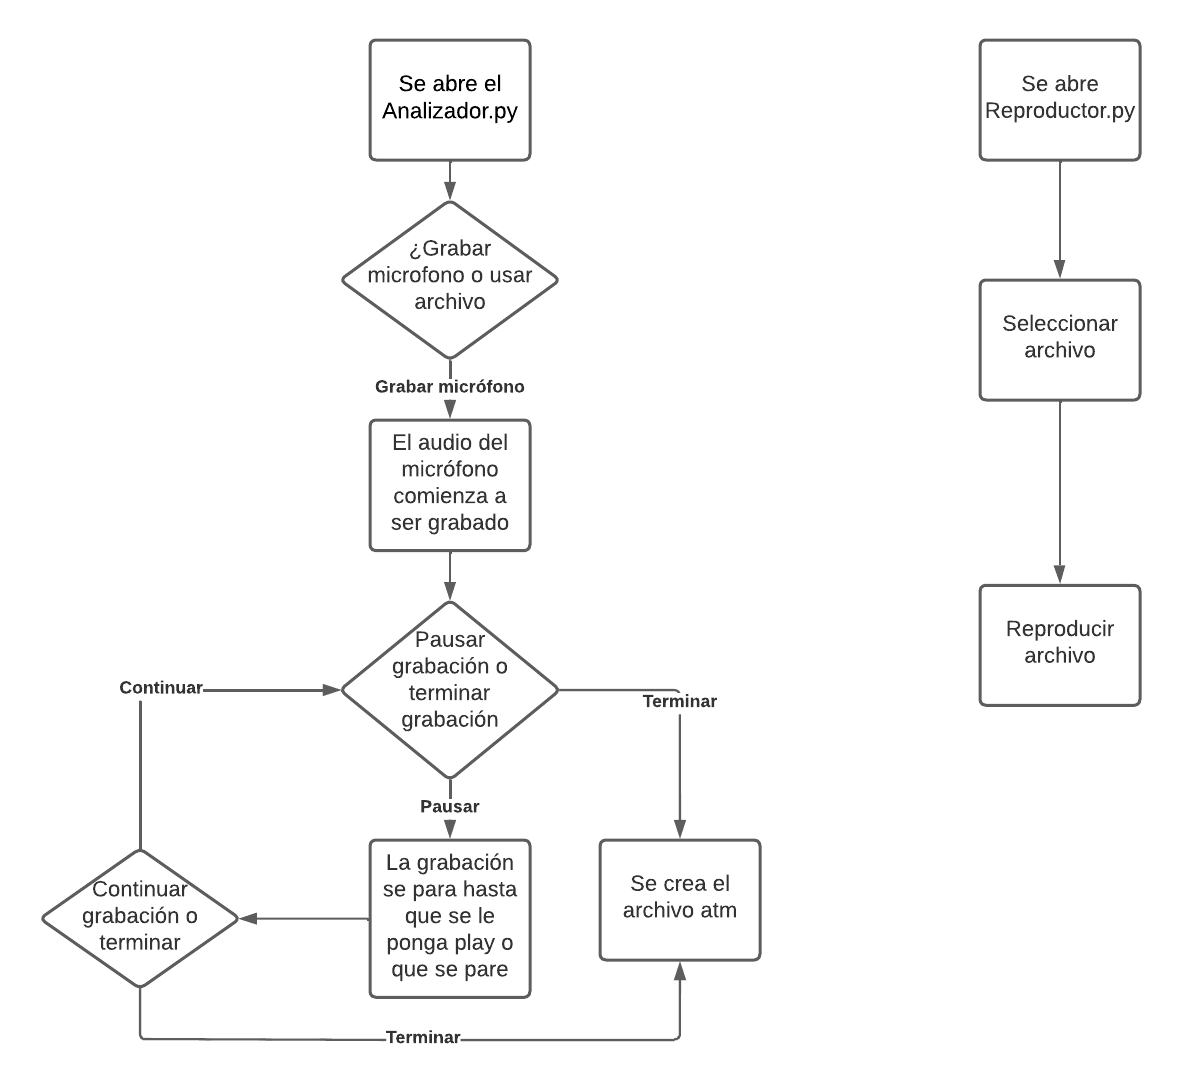 Se abre el
Analizador.py
¿Grabar
microfono o usar
archivo
Grabar micrófono
El audio del
micrófono
comienza a
ser grabado
Pausar
grabación o
terminar
grabación
Continuar
Terminar
Pausar
La grabación
se para hasta
que se le
ponga play o
que se pare
Continuar
grabación o
terminar
Se crea el
archivo atm
Terminar
Se abre
Reproductor.py
Seleccionar
archivo
Reproducir
archivo